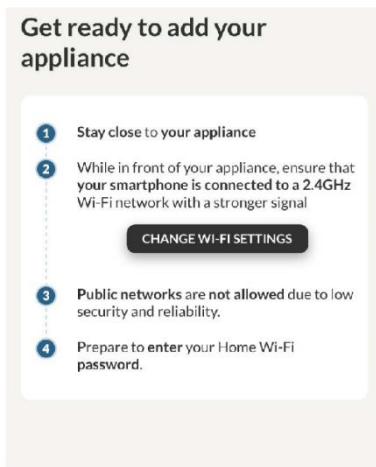 Get ready to add your
appliance
1 Stay close to your appliance
2 While in front of your appliance, ensure that
your smartphone is connected to a 2.4GHz
Wi-Fi network with a stronger signal
CHANGE WI-FI SETTINGS
3 Public networks are not allowed due to low
security and reliability.
4 Prepare to enter your Home Wi-Fi
password.